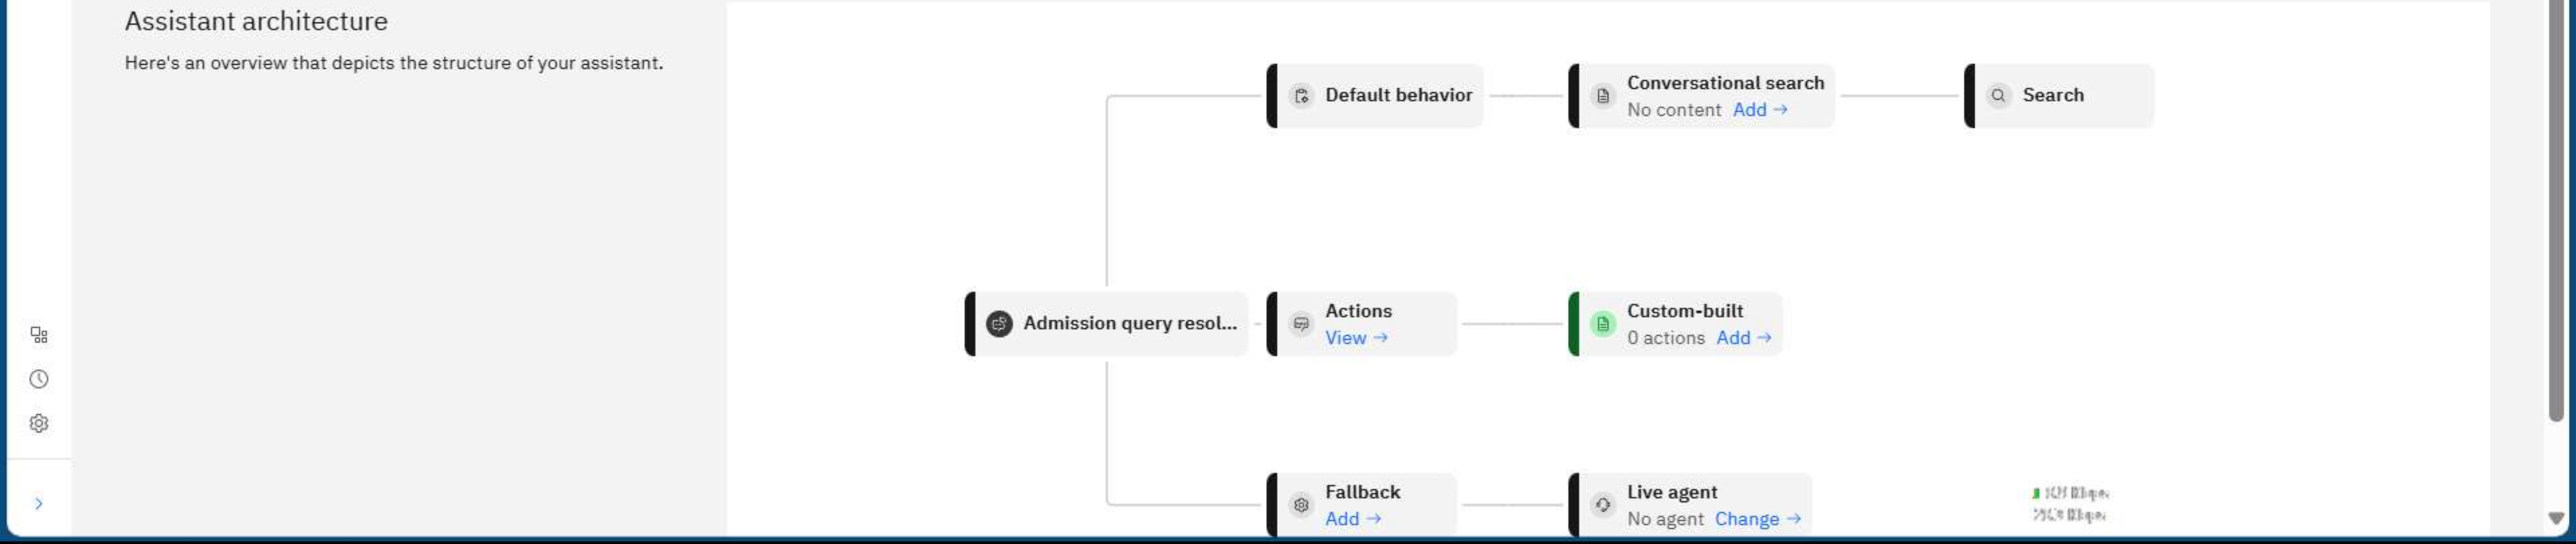 Assistant architecture
Here's an overview that depicts the structure of your assistant.
Default behavior
Conversational search
No content Add →
Search
Admission query resol...
Actions
View →
Custom-built
0 actions Add →
Fallback
Add →
Live agent
No agent Change →